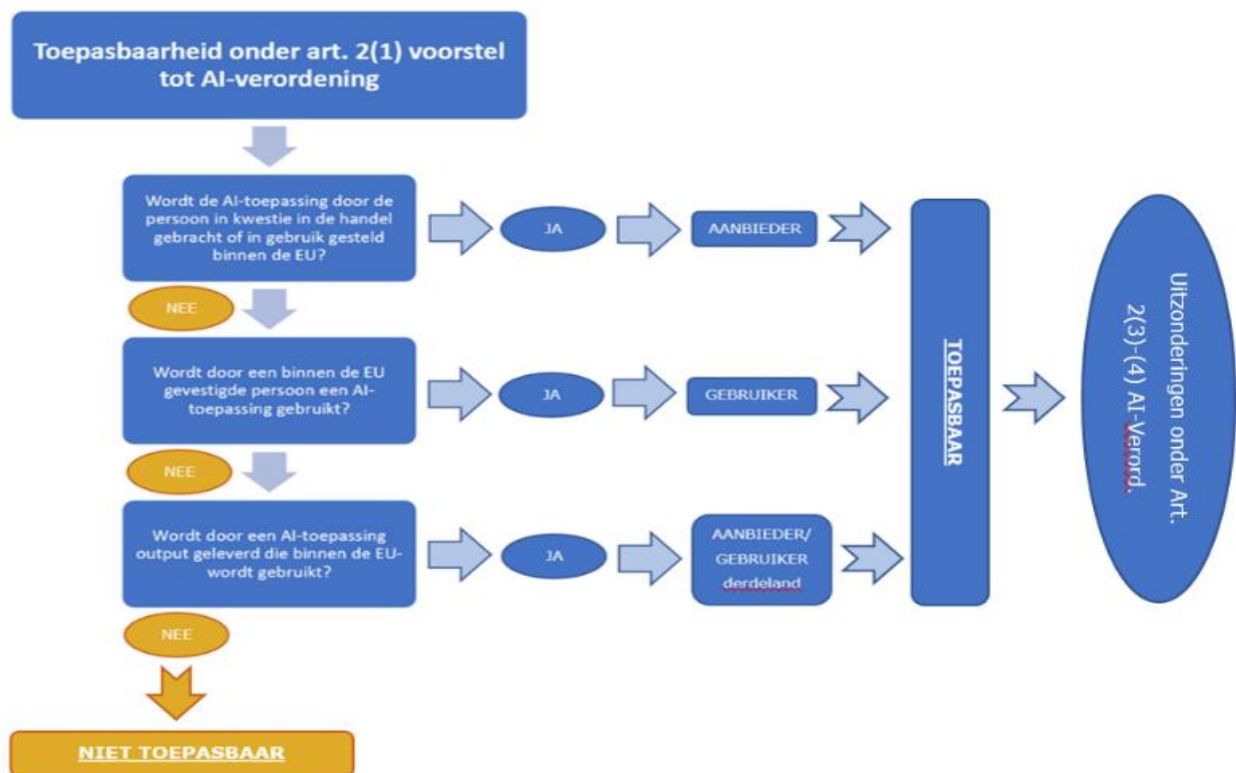 Toepasbaarheid onder art. 2(1) voorstel
tot AI-verordening
Wordt de AI-toepassing door de
persoon in kwestie in de handel
gebracht of in gebruik gesteld
binnen de EU?
JA
AANBIEDER
NEE
Wordt door een binnen de EU
gevestigde persoon een AI-
toepassing gebruikt?
JA
GEBRUIKER
NEE
Wordt door een AI-toepassing
output geleverd die binnen de EU-
wordt gebruikt?
JA
AANBIEDER/
GEBRUIKER
derdeland
NEE
NIET TOEPASBAAR
TOEPASBAAR
Uitzonderingen onder Art.
2(3)-(4) AI-Verord.